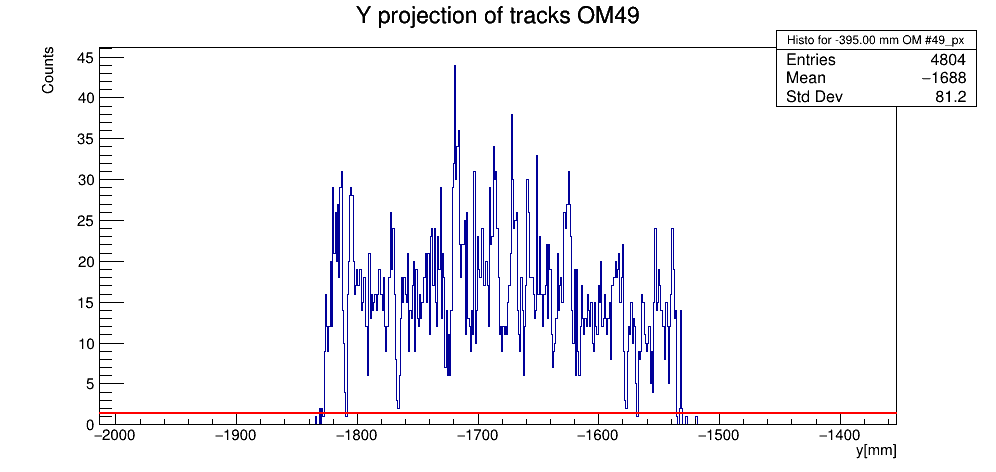 Y projection of tracks OM49
Histo for -395.00 mm OM #49_px
Entries 4804
Mean −1688
Std Dev 81.2
Counts
45
40
35
30
25
20
15
10
5
0
−2000 −1900 −1800 −1700 −1600 −1500 −1400
y[mm]